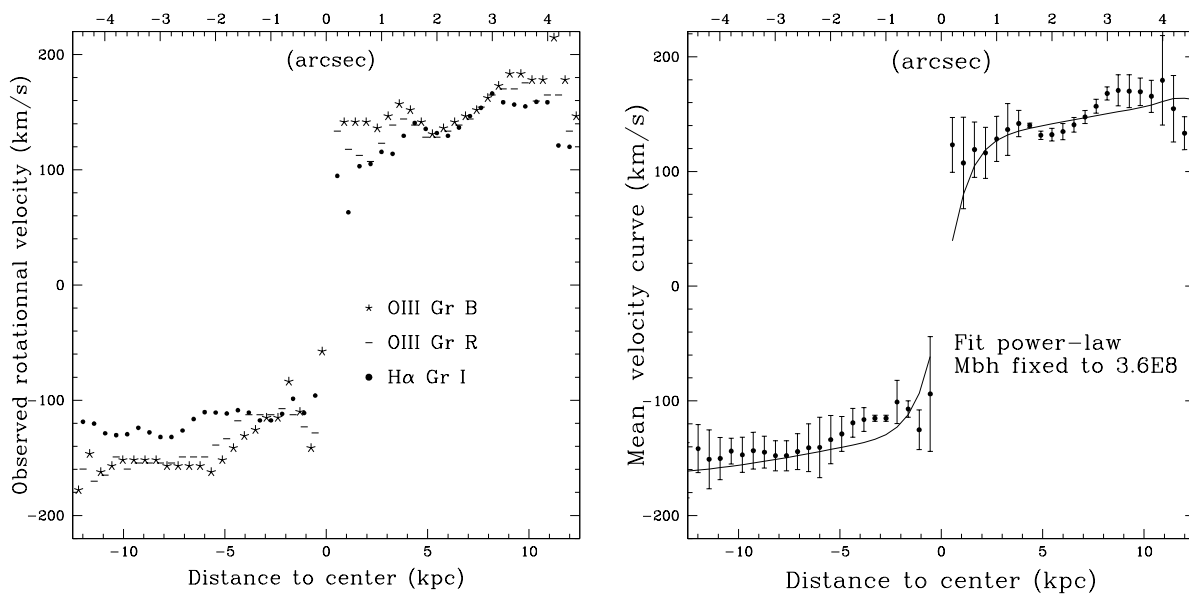 −4 −3 −2 −1 0 1 2 3 4
(arcsec)
200
100
0
−100
−200
Observed rotationnal velocity (km/s)
OIII Gr B
OIII Gr R
Hα Gr I
−10 −5 0 5 10
Distance to center (kpc)
−4 −3 −2 −1 0 1 2 3 4
(arcsec)
200
100
0
−100
−200
Mean velocity curve (km/s)
Fit power−law
Mbh fixed to 3.6E8
−10 −5 0 5 10
Distance to center (kpc)